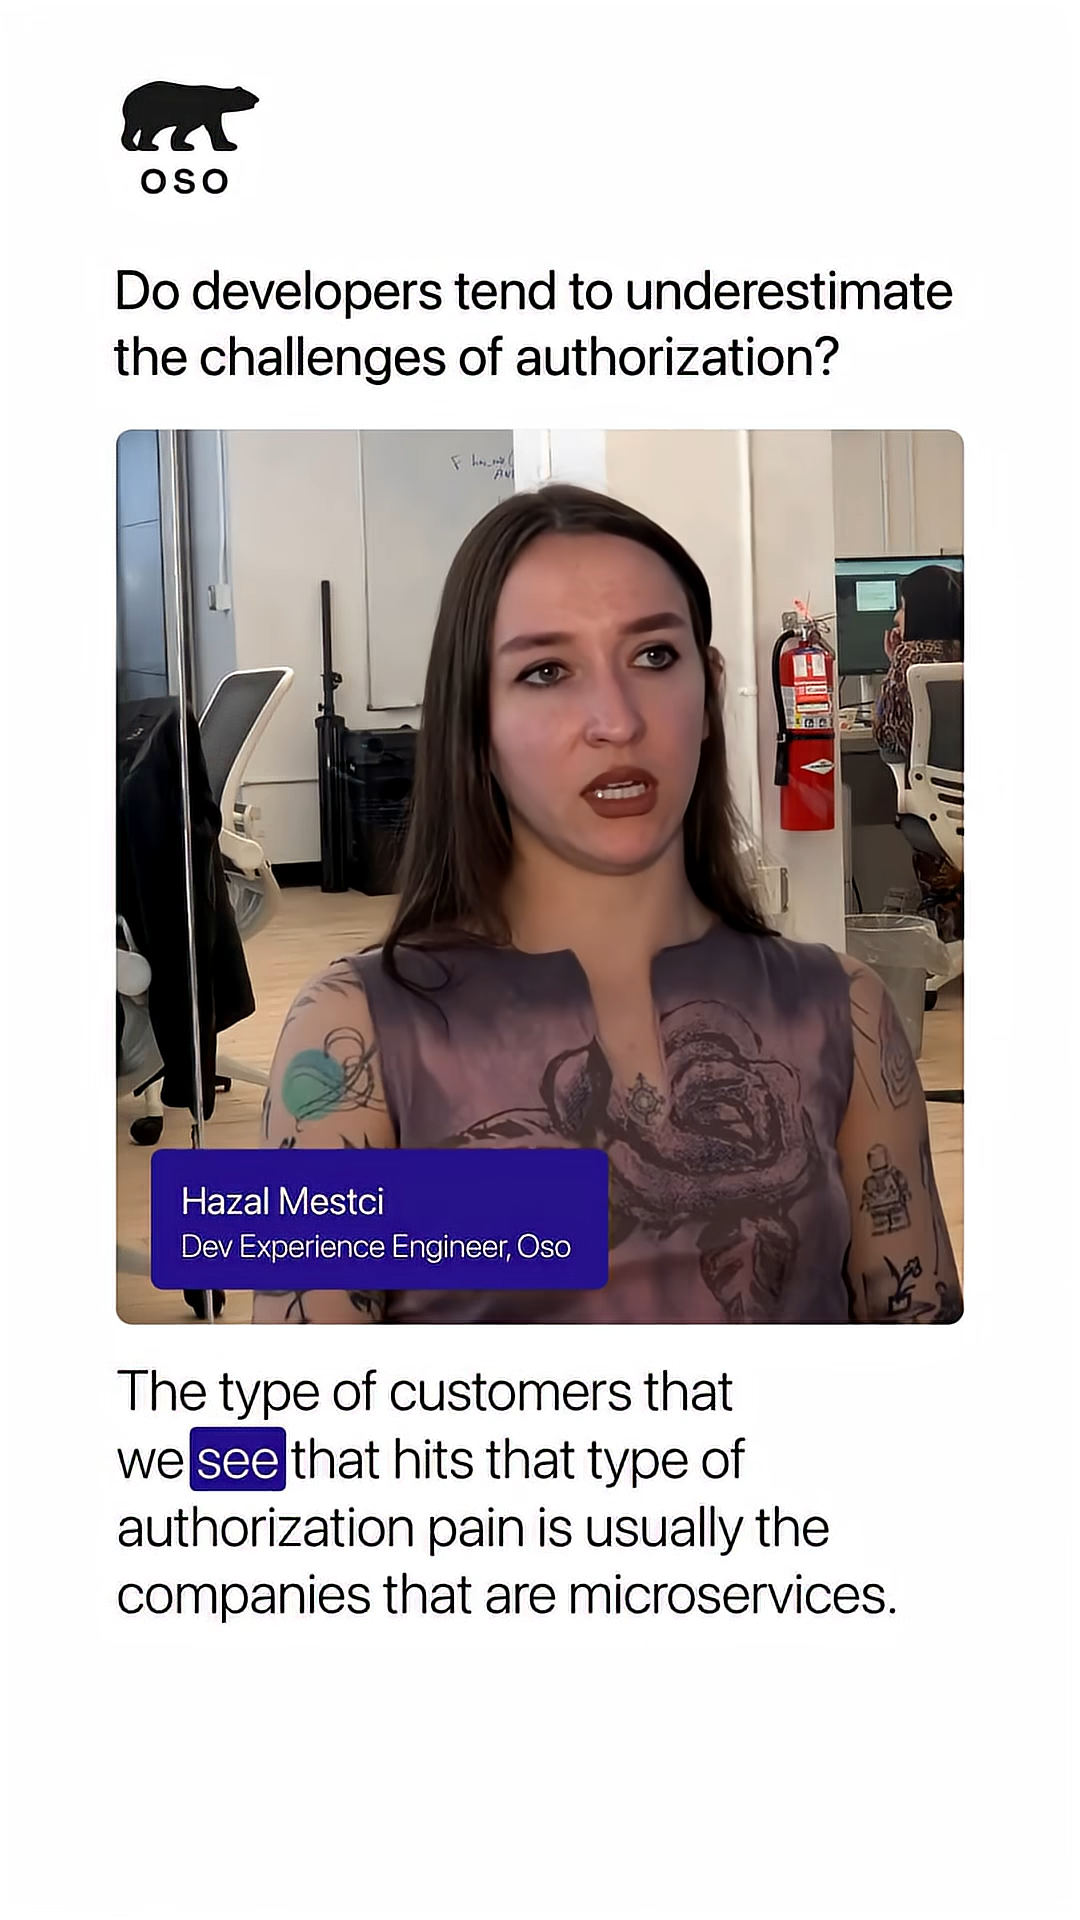 OSO
Do developers tend to underestimate
the challenges of authorization?
Hazal Mestci
Dev Experience Engineer, Oso
The type of customers that
we see that hits that type of
authorization pain is usually the
companies that are microservices.